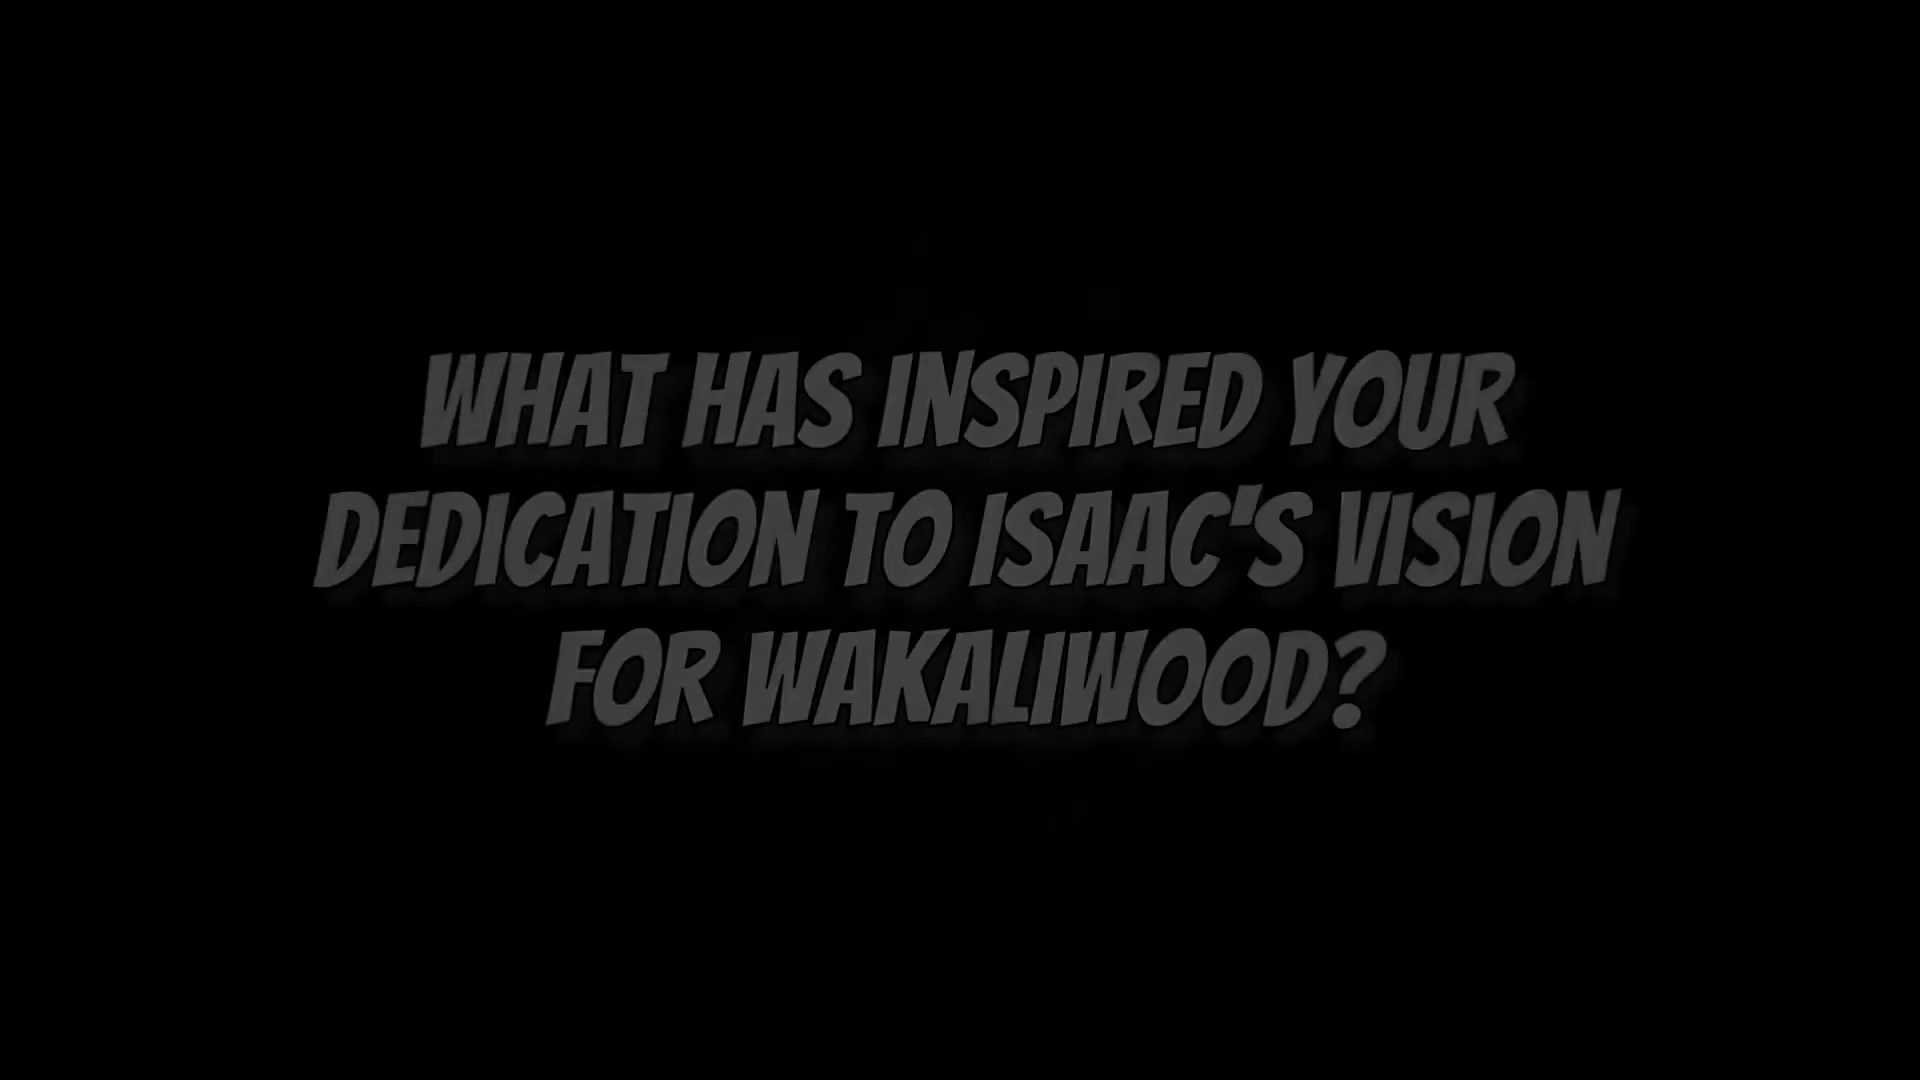 WHAT HAS INSPIRED YOUR
DEDICATION TO ISAAC'S VISION
FOR WAKALIWOOD?